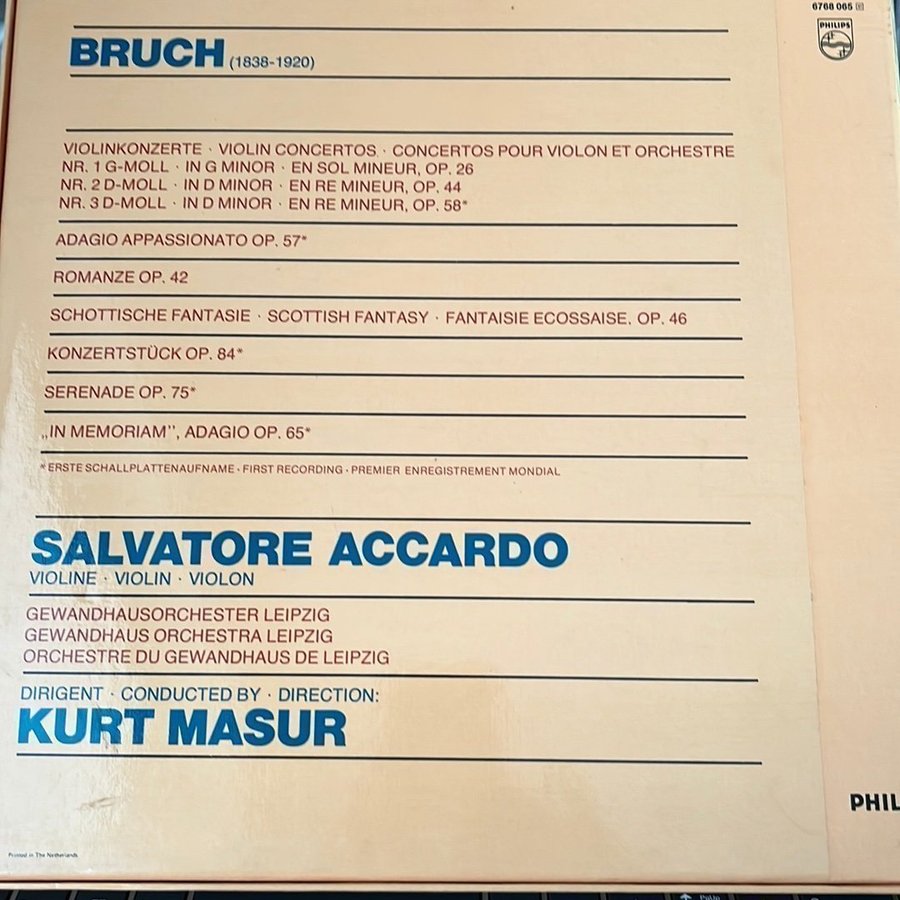 6768 065
PHILIPS
BRUCH (1838-1920)
VIOLINKONZERTE · VIOLIN CONCERTOS · CONCERTOS POUR VIOLON ET ORCHESTRE
NR. 1 G-MOLL · IN G MINOR · EN SOL MINEUR, OP. 26
NR. 2 D-MOLL · IN D MINOR · EN RE MINEUR, OP. 44
NR. 3 D-MOLL · IN D MINOR · EN RE MINEUR, OP. 58*
ADAGIO APPASSIONATO OP. 57*
ROMANZE OP. 42
SCHOTTISCHE FANTASIE · SCOTTISH FANTASY · FANTAISIE ECOSSAISE. OP. 46
KONZERTSTÜCK OP. 84*
SERENADE OP. 75*
„IN MEMORIAM”, ADAGIO OP. 65*
* ERSTE SCHALLPLATTENAUFNAME · FIRST RECORDING · PREMIER ENREGISTREMENT MONDIAL
SALVATORE ACCARDO
VIOLINE · VIOLIN · VIOLON
GEWANDHAUSORCHESTER LEIPZIG
GEWANDHAUS ORCHESTRA LEIPZIG
ORCHESTRE DU GEWANDHAUS DE LEIPZIG
DIRIGENT · CONDUCTED BY · DIRECTION:
KURT MASUR
PHIL
Printed in The Netherlands